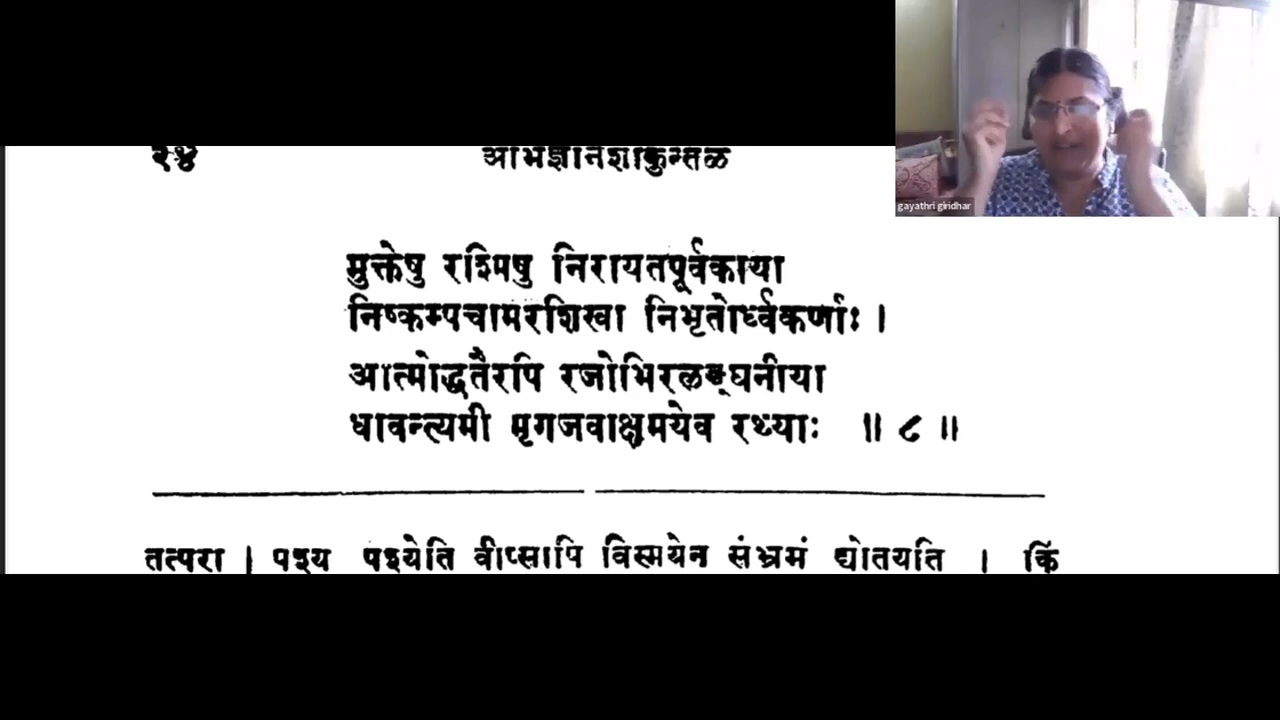 २४ अभिज्ञानशाकुन्तळ
gayathri giridhar
मुक्तेषु रश्मिषु निरायतपूर्वकाया
निष्कम्पचामरशिखा निभृतोर्ध्वकर्णाः ।
आत्मोद्धतैरपि रजोभिरलङ्घनीया
धावन्त्यमी मृगजवाक्षमयेव रथ्याः ॥ ८ ॥
तत्परा । पश्य पश्येति वीप्सापि विस्मयेन संभ्रमं द्योतयति । किं